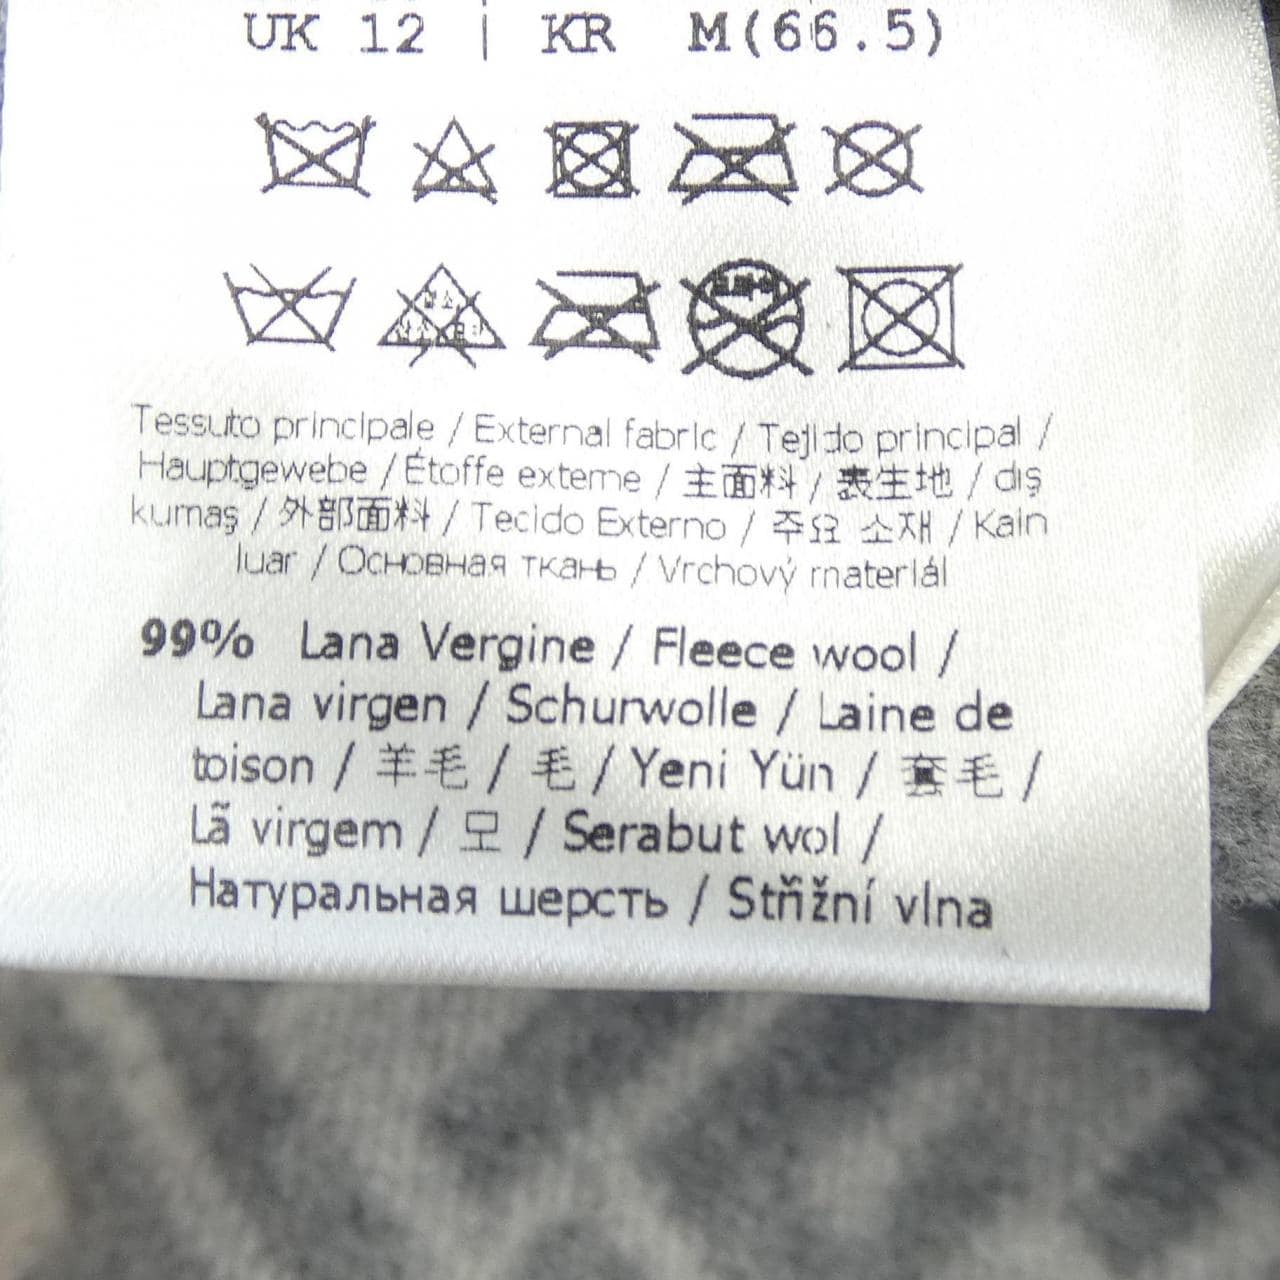 UK 12 | KR M(66.5)
Tessuto principale / External fabric / Tejido principal /
Hauptgewebe / Étoffe externe / 主面料 / 表生地 / dış
kumaş / 外部面料 / Tecido Externo / 주요 소재 / Kain
luar / Основная ткань / Vrchový materiál
99% Lana Vergine / Fleece wool /
Lana virgen / Schurwolle / Laine de
toison / 羊毛 / 毛 / Yeni Yün / 套毛 /
Lã virgem / 모 / Serabut wol /
Натуральная шерсть / Stňžní vlna